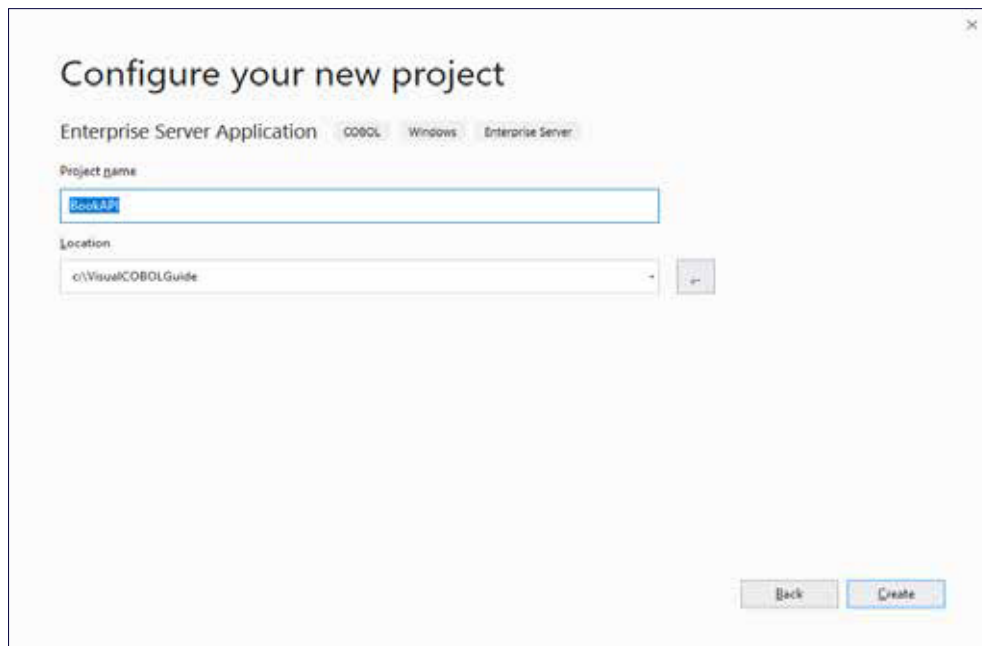 Configure your new project
Enterprise Server Application COBOL Windows Enterprise Server
Project name
BookAPI
Location
c:\VisualCOBOLGuide
...
Back Create